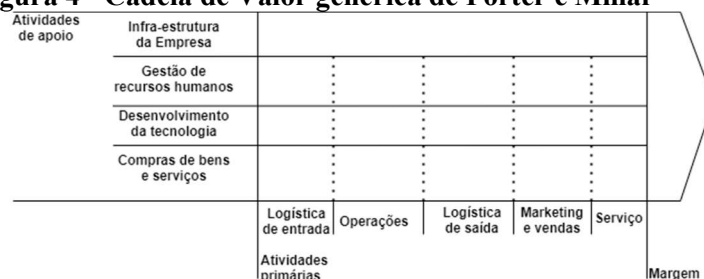 gura 4 - Cadeia de Valor genérica de Porter e Millar
Atividades
de apoio
Infra-estrutura
da Empresa
Gestão de
recursos humanos
Desenvolvimento
da tecnologia
Compras de bens
e serviços
Logística
de entrada
Operações
Logística
de saída
Marketing
e vendas
Serviço
Atividades
primárias
Margem